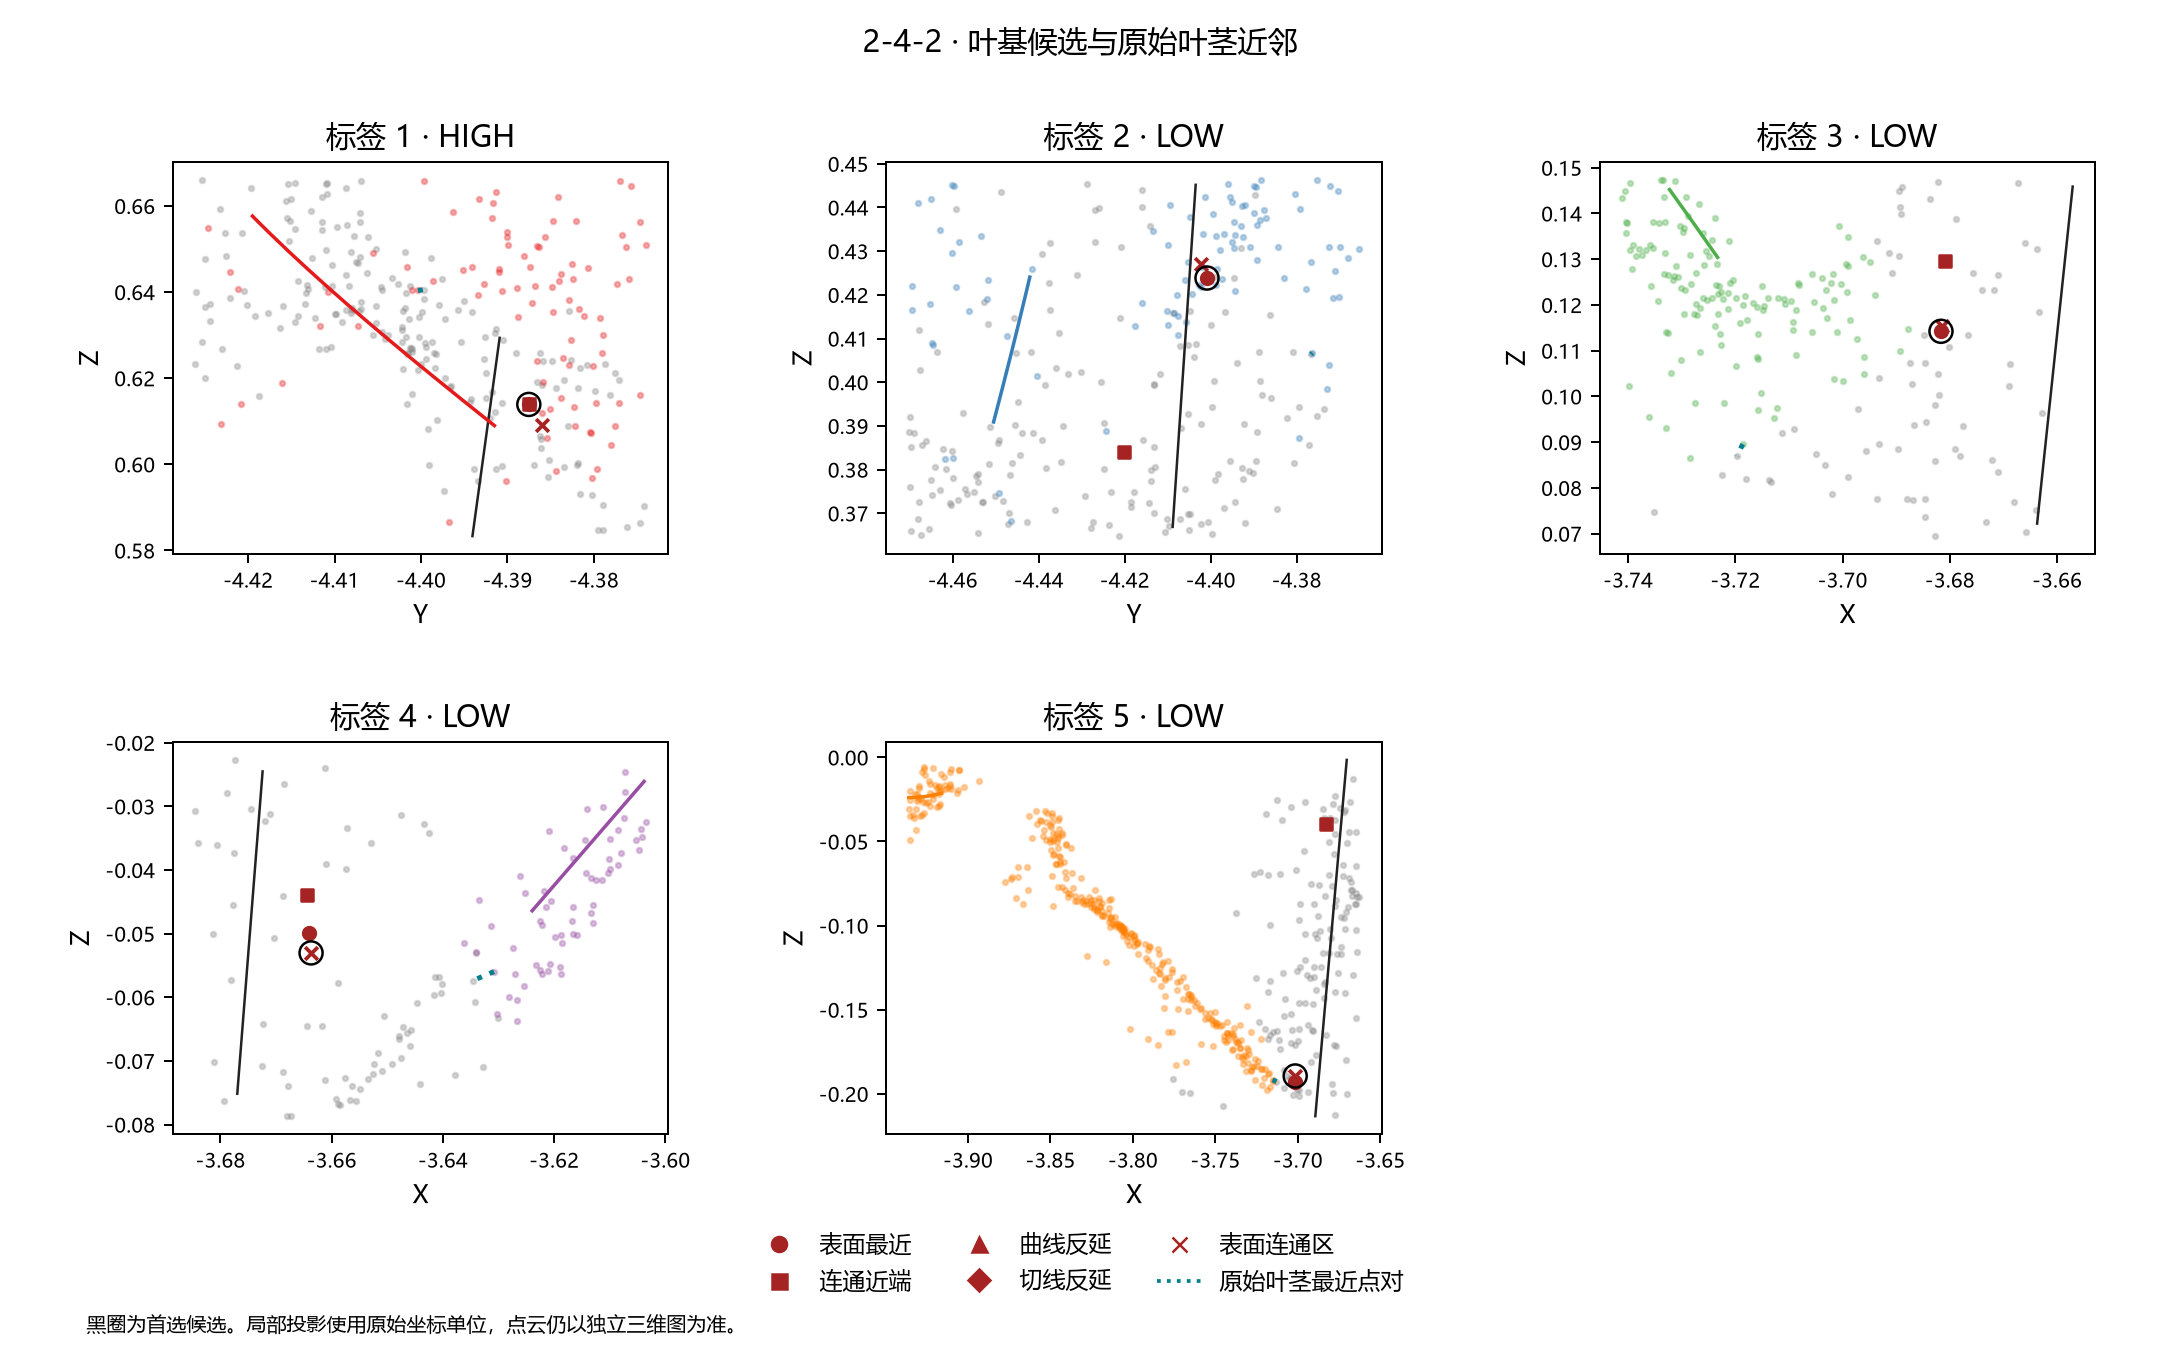 2-4-2 · 叶基候选与原始叶茎近邻
标签 1 · HIGH
0.66
0.64
0.62
0.60
0.58
-4.42 -4.41 -4.40 -4.39 -4.38
Z
Y
标签 2 · LOW
0.45
0.44
0.43
0.42
0.41
0.40
0.39
0.38
0.37
-4.46 -4.44 -4.42 -4.40 -4.38
Z
Y
标签 3 · LOW
0.15
0.14
0.13
0.12
0.11
0.10
0.09
0.08
0.07
-3.74 -3.72 -3.70 -3.68 -3.66
Z
X
标签 4 · LOW
-0.02
-0.03
-0.04
-0.05
-0.06
-0.07
-0.08
-3.68 -3.66 -3.64 -3.62 -3.60
Z
X
标签 5 · LOW
0.00
-0.05
-0.10
-0.15
-0.20
-3.90 -3.85 -3.80 -3.75 -3.70 -3.65
Z
X
表面最近 曲线反延 表面连通区
连通近端 切线反延 原始叶茎最近点对
黑圈为首选候选。局部投影使用原始坐标单位，点云仍以独立三维图为准。